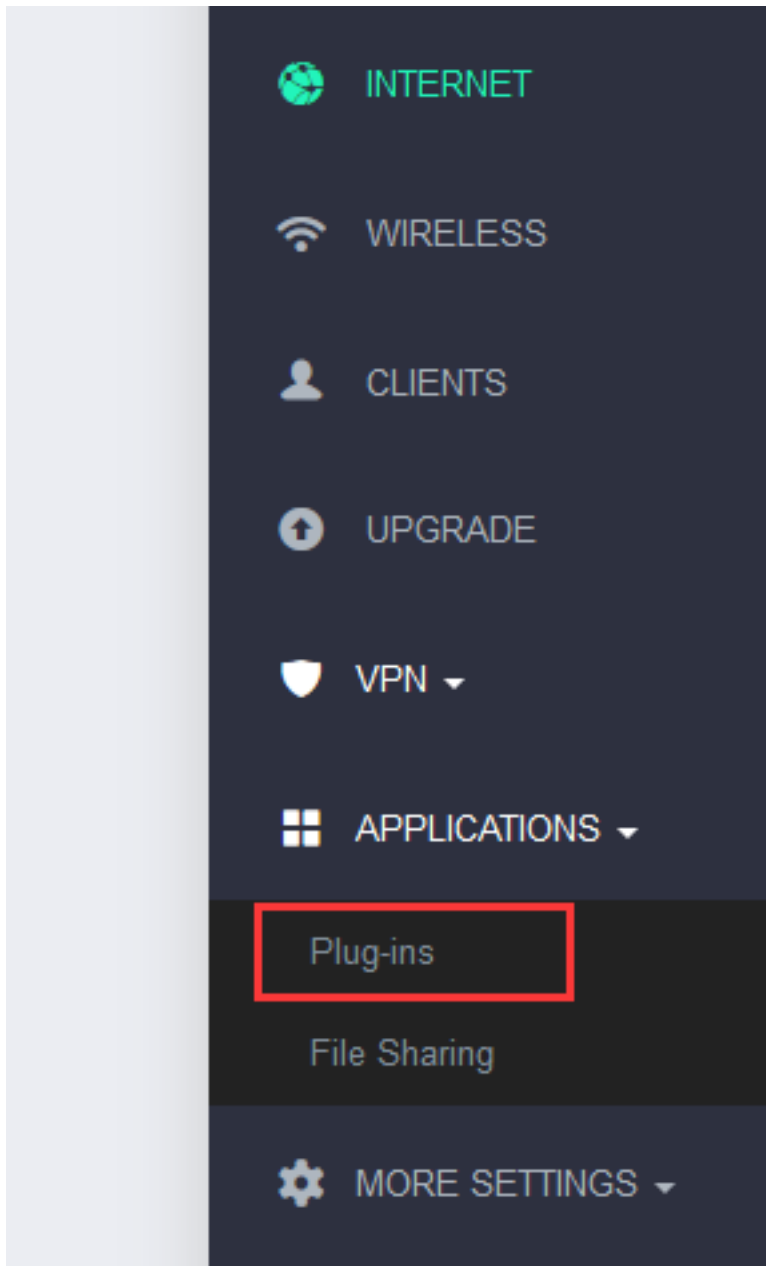 INTERNET
WIRELESS
CLIENTS
UPGRADE
VPN
APPLICATIONS
Plug-ins
File Sharing
MORE SETTINGS